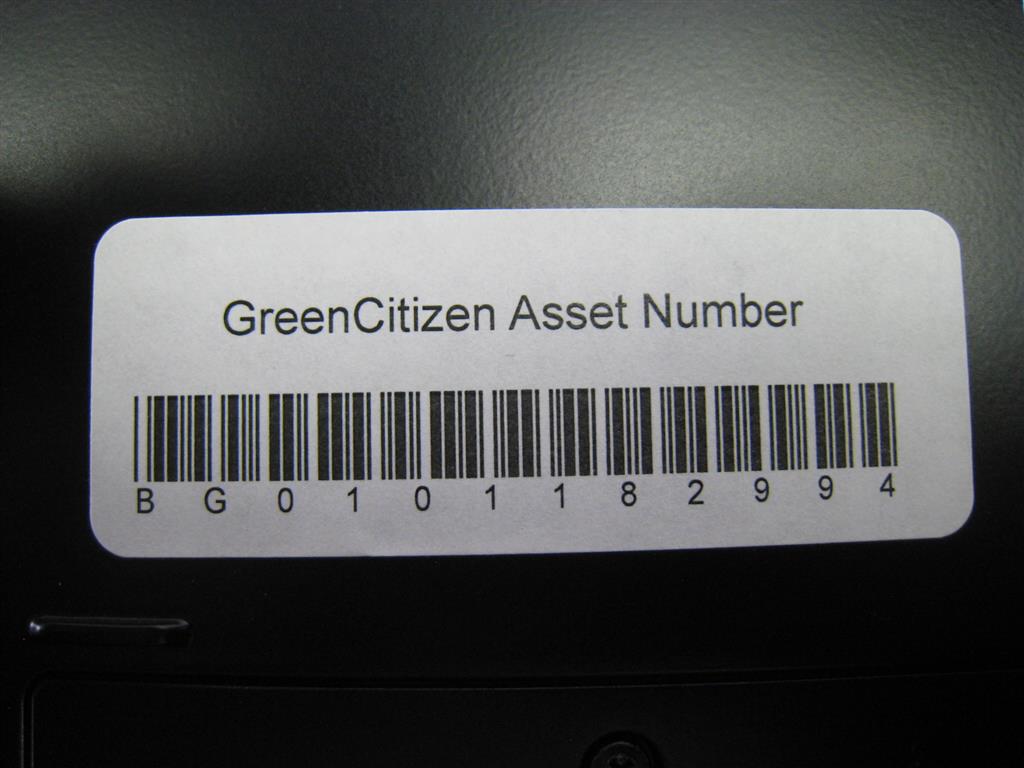 GreenCitizen Asset Number
B G 0 1 0 1 1 8 2 9 9 4